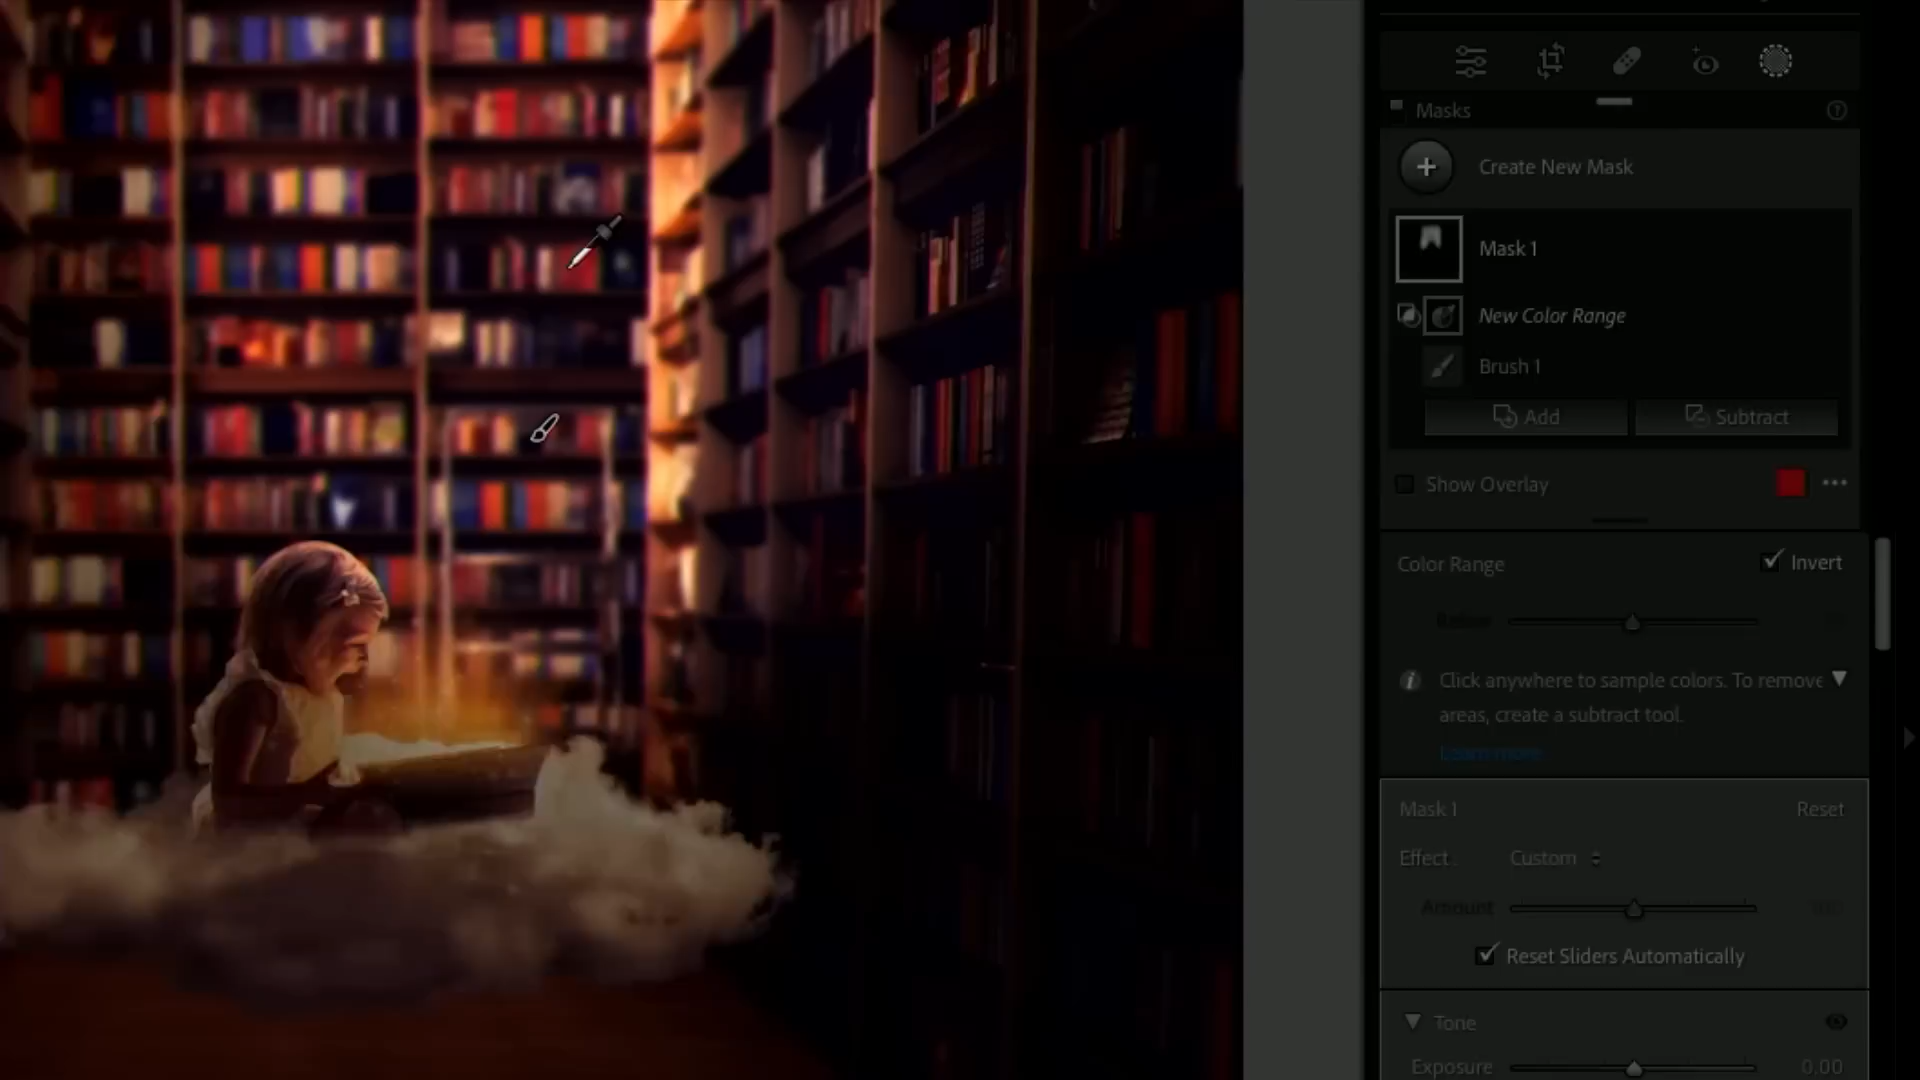 Masks
Create New Mask
Mask 1
New Color Range
Brush 1
Add Subtract
Show Overlay
Color Range Invert
Click anywhere to sample colors. To remove
areas, create a subtract tool.
Learn more
Mask 1 Reset
Effect: Custom
Amount
Reset Sliders Automatically
Tone
Exposure 0.00